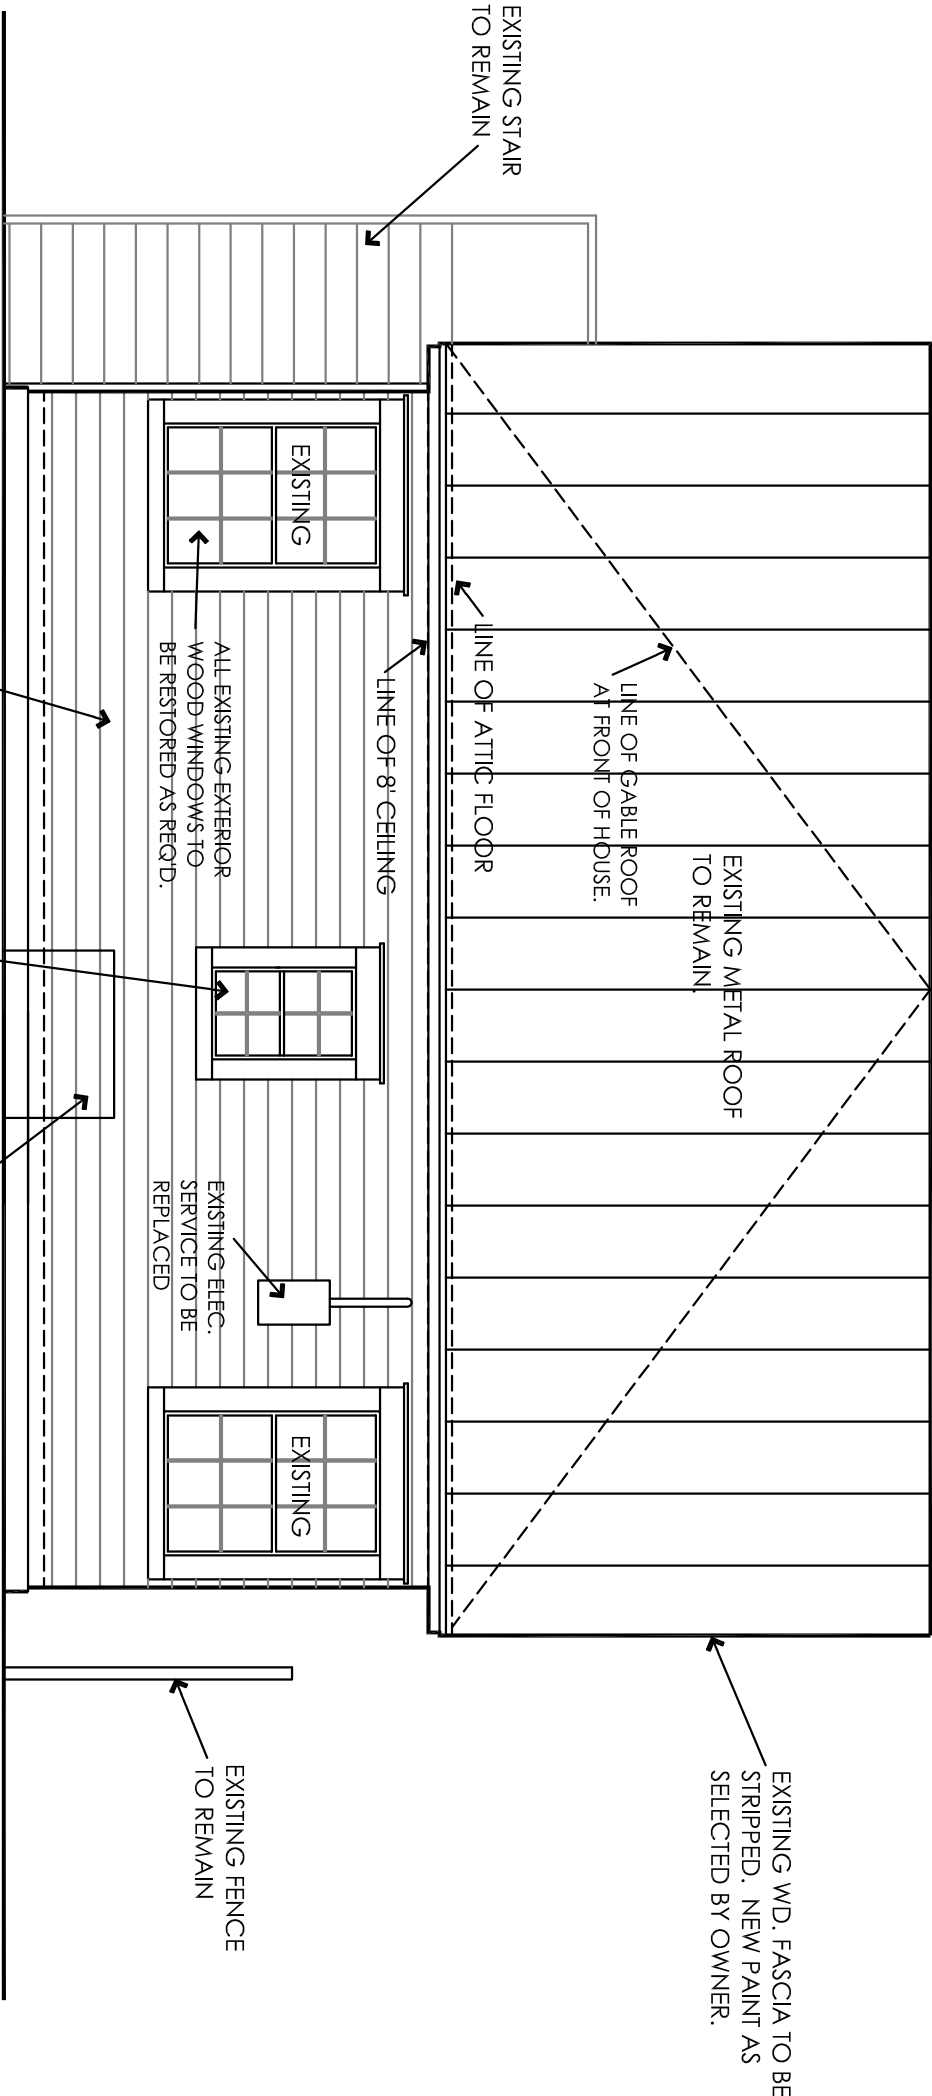 EXISTING STAIR
TO REMAIN
EXISTING METAL ROOF
TO REMAIN.
LINE OF GABLE ROOF
AT FRONT OF HOUSE.
LINE OF ATTIC FLOOR
LINE OF 8' CEILING
EXISTING
ALL EXISTING EXTERIOR
WOOD WINDOWS TO
BE RESTORED AS REQ'D.
EXISTING ELEC.
SERVICE TO BE
REPLACED
EXISTING
EXISTING WD. FASCIA TO BE
STRIPPED. NEW PAINT AS
SELECTED BY OWNER.
EXISTING FENCE
TO REMAIN